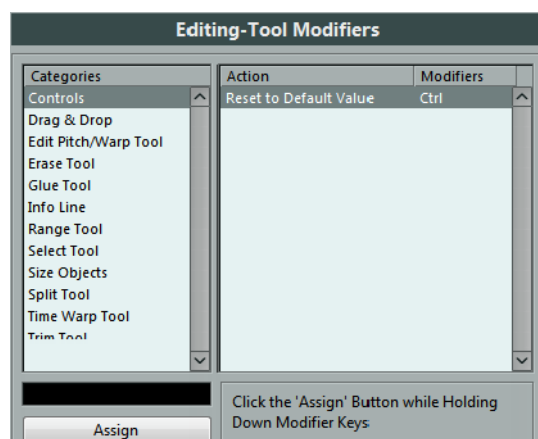 Editing-Tool Modifiers
Categories
Action Modifiers
Controls
Reset to Default Value Ctrl
Drag & Drop
Edit Pitch/Warp Tool
Erase Tool
Glue Tool
Info Line
Range Tool
Select Tool
Size Objects
Split Tool
Time Warp Tool
Trim Tool
Click the 'Assign' Button while Holding
Down Modifier Keys
Assign